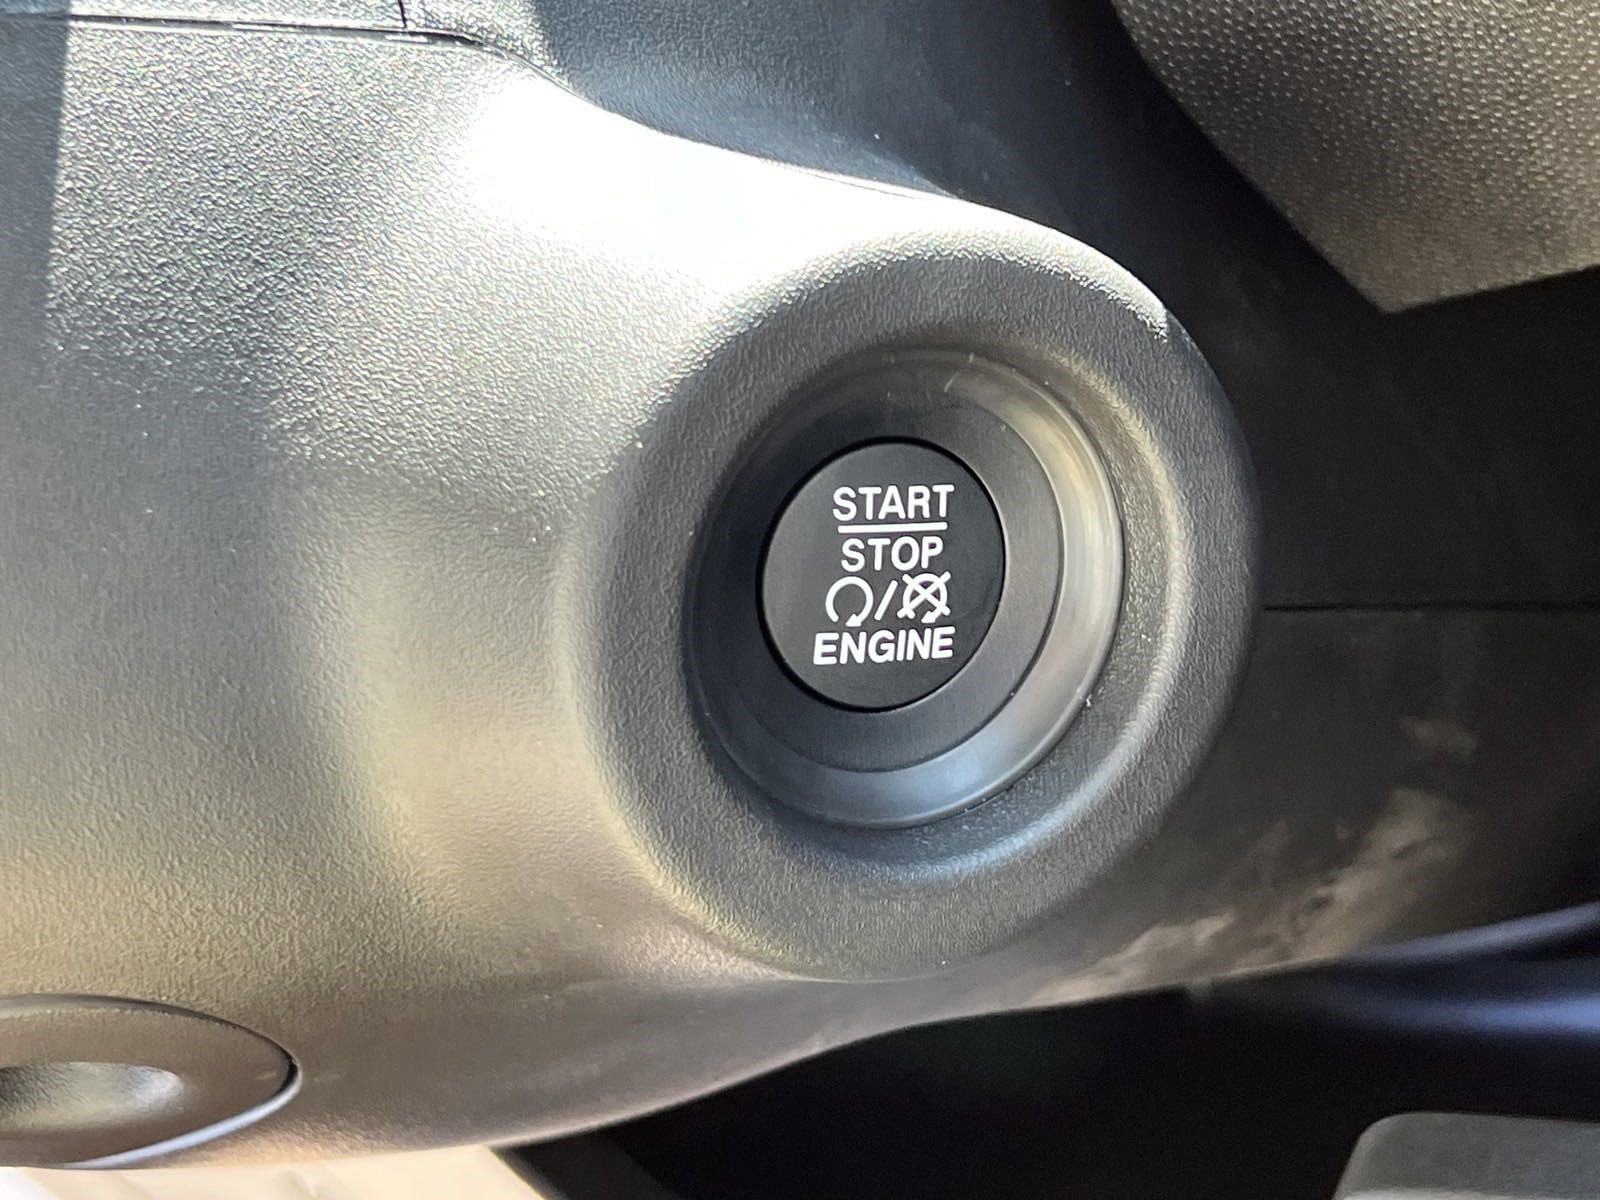 START
STOP
/
ENGINE